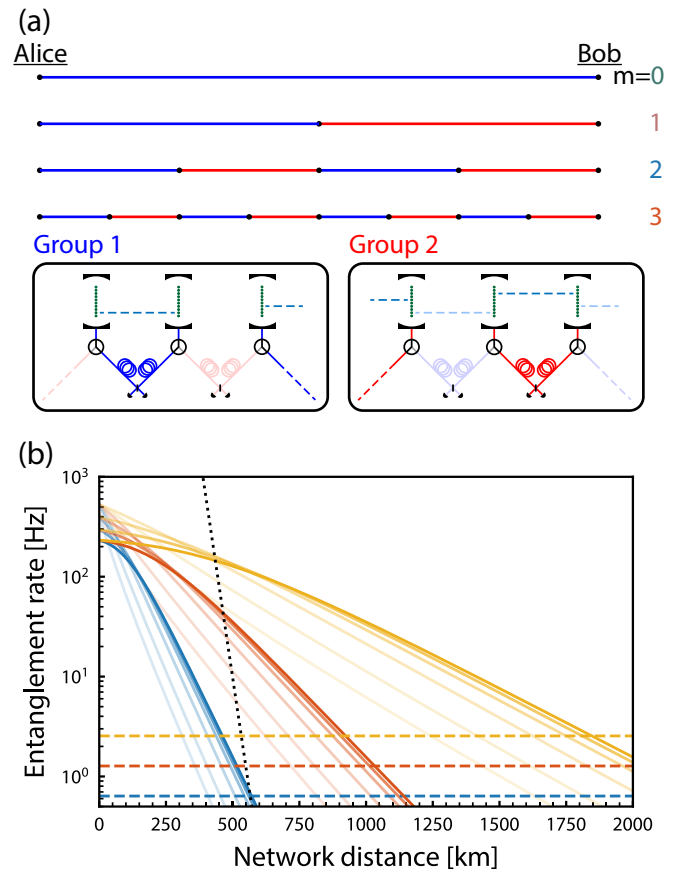 (a)
Alice Bob
m=0
1
2
3
Group 1 Group 2
(b)
Entanglement rate [Hz]
10³
10²
10¹
10⁰
0 250 500 750 1000 1250 1500 1750 2000
Network distance [km]